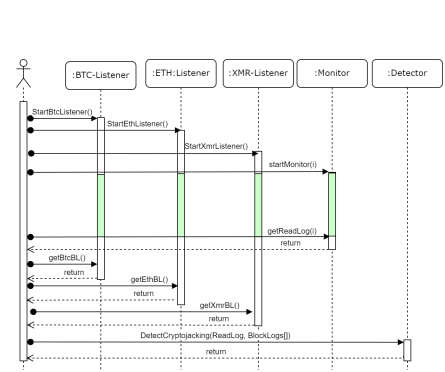 :BTC-Listener
:ETH:Listener
:XMR-Listener
:Monitor
:Detector
StartBtcListener()
StartEthListener()
StartXmrListener()
startMonitor(i)
getReadLog(i)
return
getBtcBL()
return
getEthBL()
return
getXmrBL()
return
DetectCryptojacking(ReadLog, BlockLogs[])
return